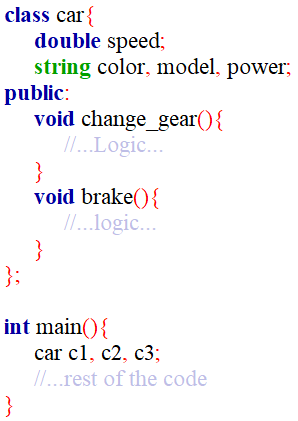 class car{
double speed;
string color, model, power;
public:
void change_gear(){
//...Logic...
}
void brake(){
//...logic...
}
};
int main(){
car c1, c2, c3;
//...rest of the code
}